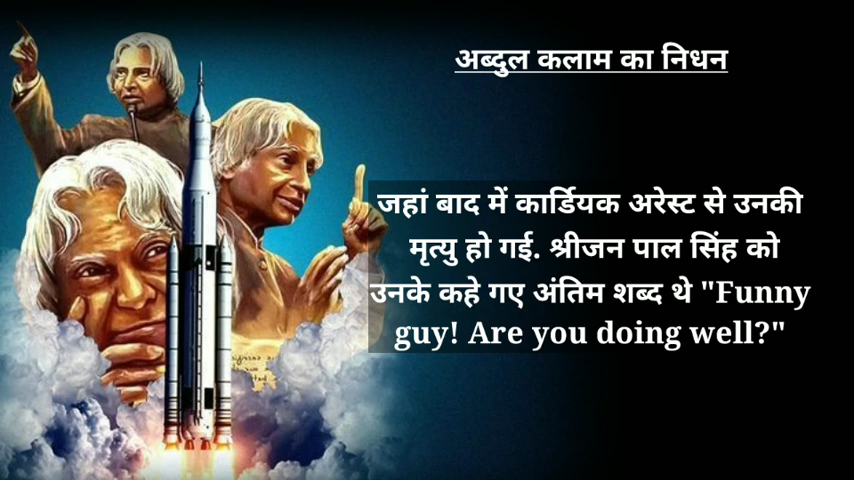 अब्दुल कलाम का निधन
जहां बाद में कार्डियक अरेस्ट से उनकी
मृत्यु हो गई. श्रीजन पाल सिंह को
उनके कहे गए अंतिम शब्द थे "Funny
guy! Are you doing well?"